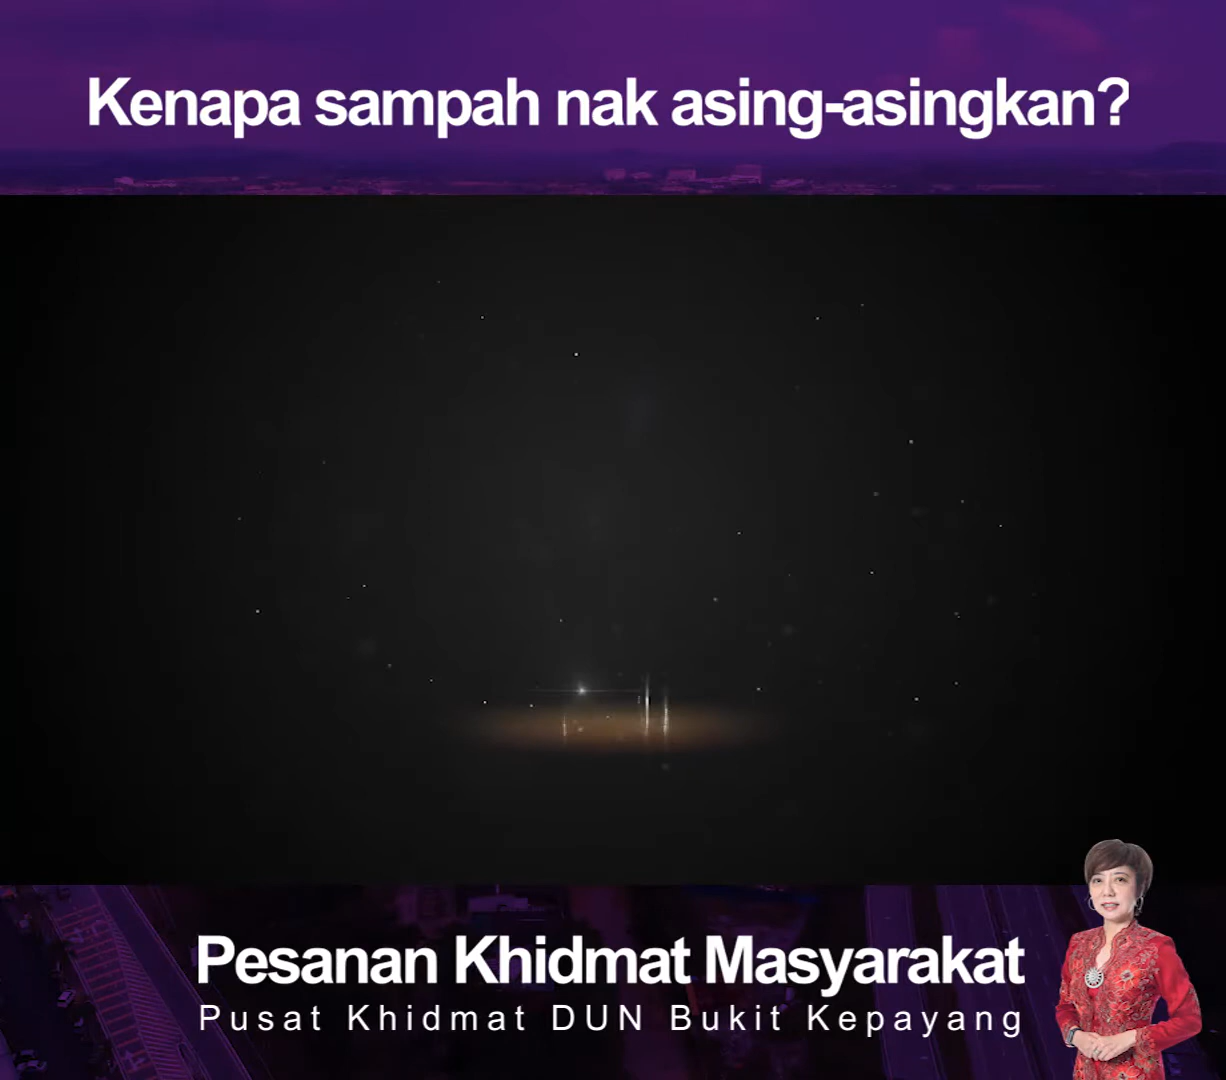 Kenapa sampah nak asing-asingkan?
Pesanan Khidmat Masyarakat
Pusat Khidmat DUN Bukit Kepayang